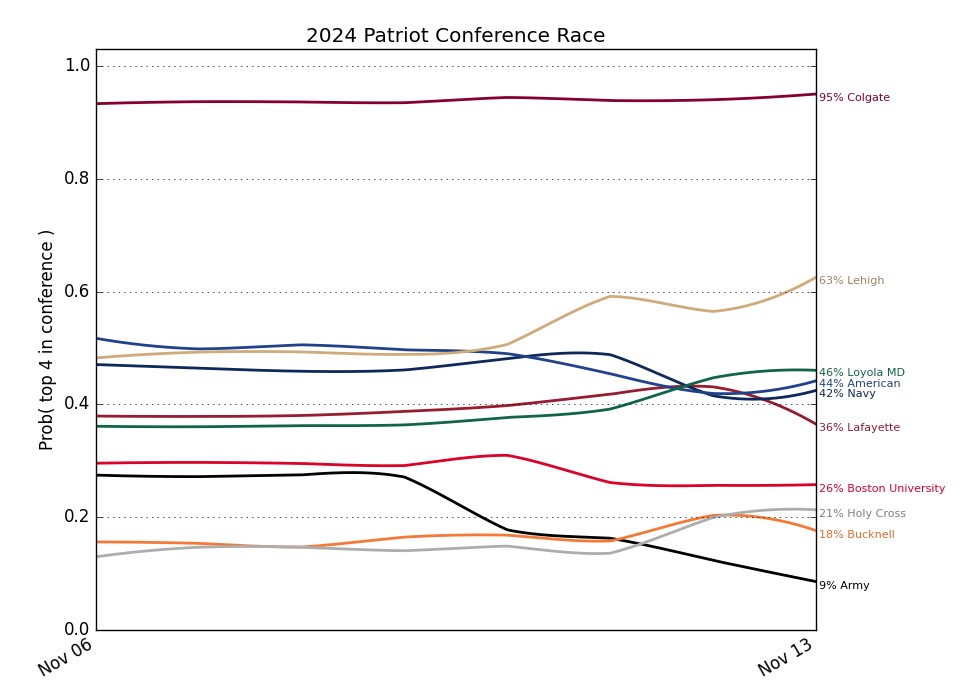 2024 Patriot Conference Race
1.0
0.8
0.6
0.4
0.2
0.0
Prob( top 4 in conference )
Nov 06
Nov 13
95% Colgate
63% Lehigh
46% Loyola MD
44% American
42% Navy
36% Lafayette
26% Boston University
21% Holy Cross
18% Bucknell
9% Army